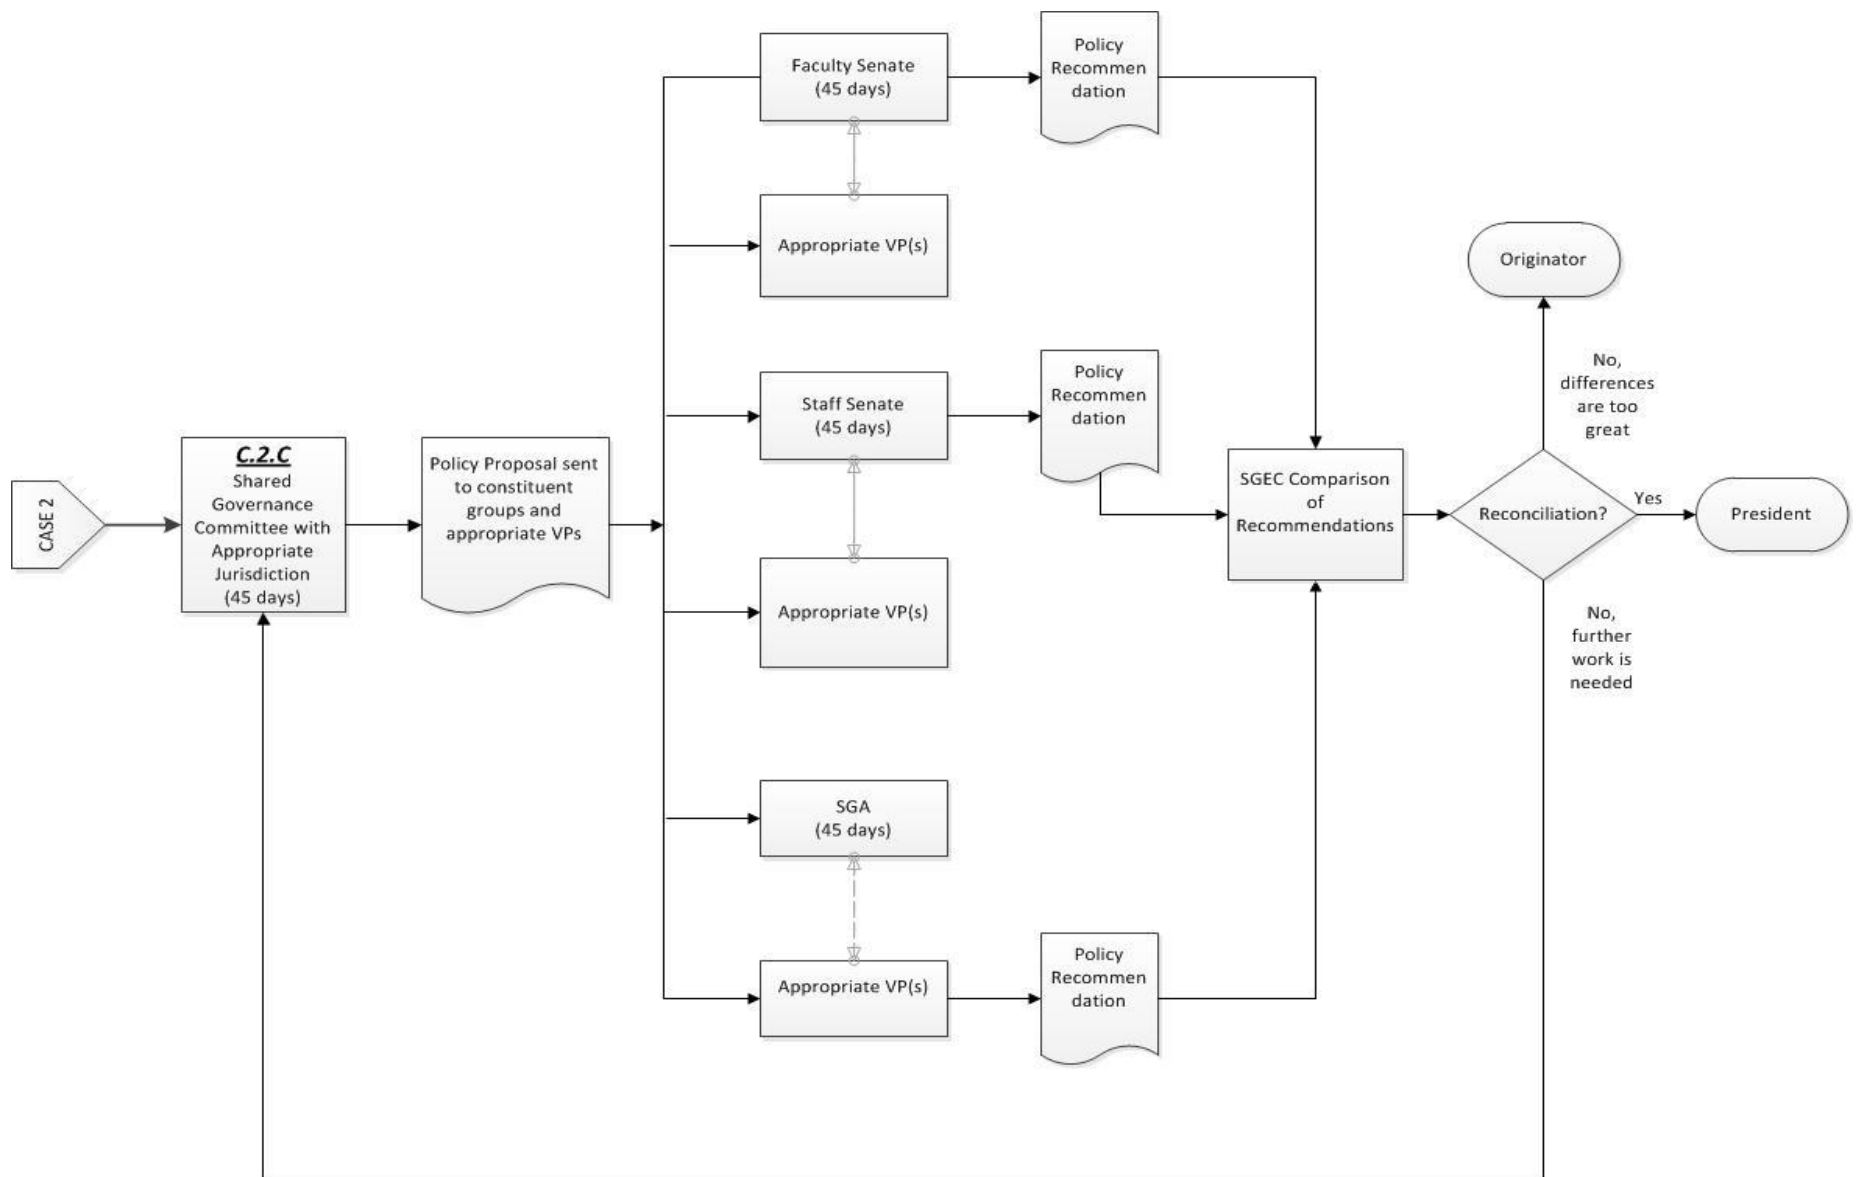 CASE 2
C.2.C
Shared
Governance
Committee with
Appropriate
Jurisdiction
(45 days)
Policy Proposal sent
to constituent
groups and
appropriate VPs
Faculty Senate
(45 days)
Appropriate VP(s)
Staff Senate
(45 days)
Appropriate VP(s)
SGA
(45 days)
Appropriate VP(s)
Policy
Recommen
dation
Policy
Recommen
dation
Policy
Recommen
dation
SGEC Comparison
of
Recommendations
Reconciliation?
Originator
No,
differences
are too
great
Yes
President
No,
further
work is
needed